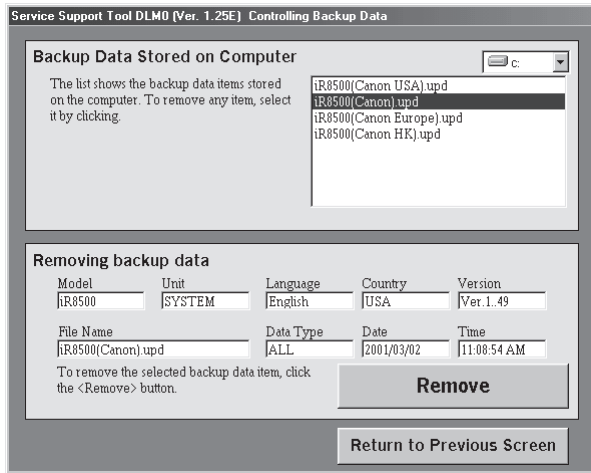 Service Support Tool DLM0 (Ver. 1.25E) Controlling Backup Data
Backup Data Stored on Computer
C:
The list shows the backup data items stored
on the computer. To remove any item, select
it by clicking.
iR8500(Canon USA).upd
iR8500(Canon).upd
iR8500(Canon Europe).upd
iR8500(Canon HK).upd
Removing backup data
Model Unit Language Country Version
iR8500 SYSTEM English USA Ver.1..49
File Name Data Type Date Time
iR8500(Canon).upd ALL 2001/03/02 11:08:54 AM
To remove the selected backup data item, click
the <Remove> button.
Remove
Return to Previous Screen